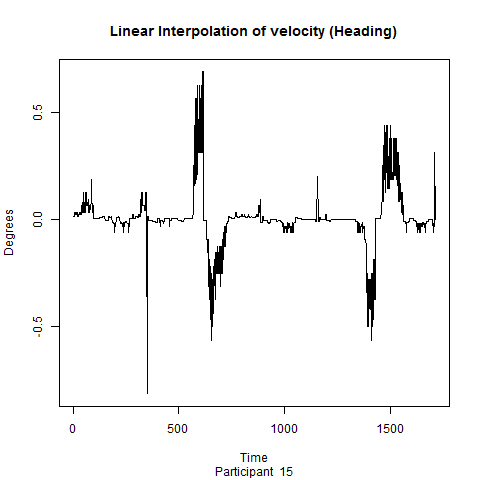 Linear Interpolation of velocity (Heading)
0.5
0.0
-0.5
Degrees
0
500
1000
1500
Time
Participant 15